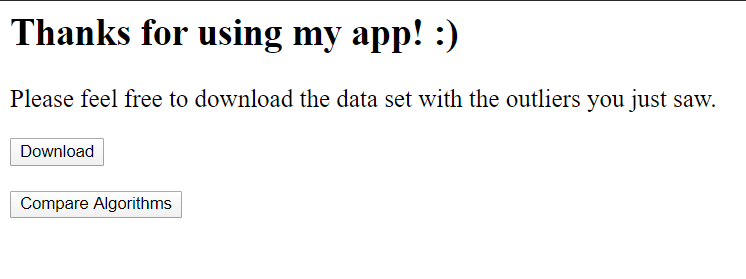 Thanks for using my app! :)
Please feel free to download the data set with the outliers you just saw.
Download
Compare Algorithms